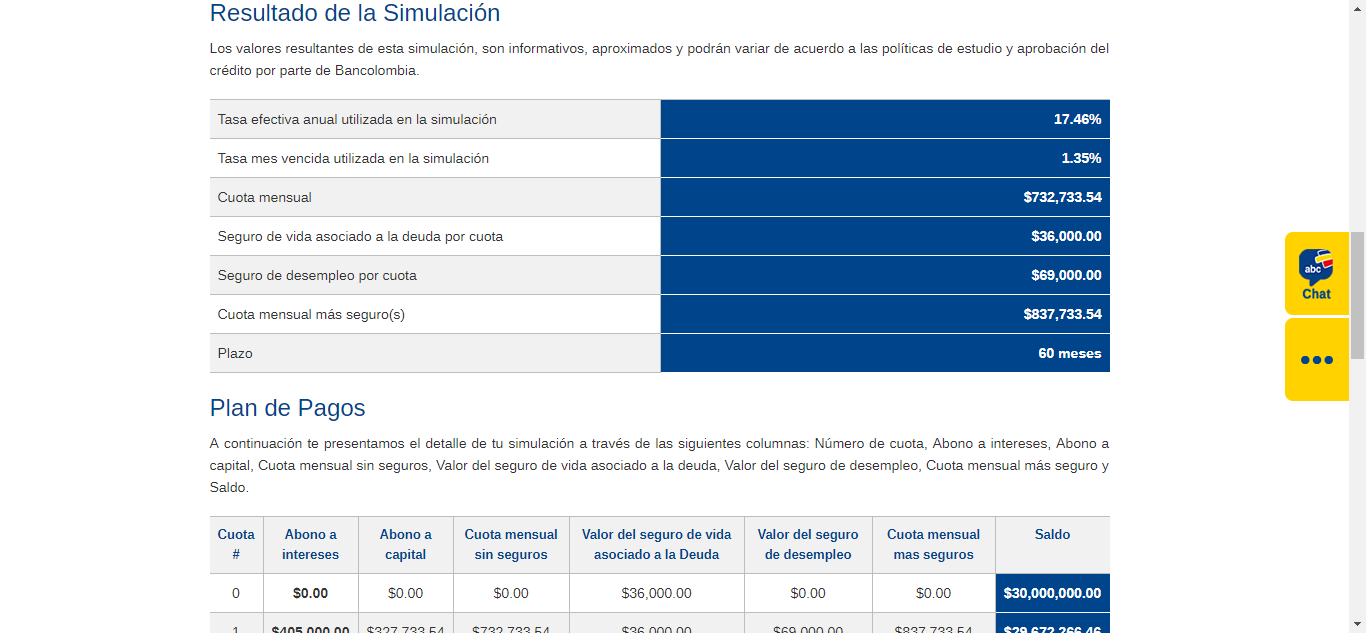 Resultado de la Simulación
Los valores resultantes de esta simulación, son informativos, aproximados y podrán variar de acuerdo a las políticas de estudio y aprobación del
crédito por parte de Bancolombia.
Tasa efectiva anual utilizada en la simulación 17.46%
Tasa mes vencida utilizada en la simulación 1.35%
Cuota mensual $732,733.54
Seguro de vida asociado a la deuda por cuota $36,000.00
Seguro de desempleo por cuota $69,000.00
Cuota mensual más seguro(s) $837,733.54
Plazo 60 meses
abc
Chat
Plan de Pagos
A continuación te presentamos el detalle de tu simulación a través de las siguientes columnas: Número de cuota, Abono a intereses, Abono a
capital, Cuota mensual sin seguros, Valor del seguro de vida asociado a la deuda, Valor del seguro de desempleo, Cuota mensual más seguro y
Saldo.
Cuota Abono a Abono a Cuota mensual Valor del seguro de vida Valor del seguro Cuota mensual Saldo
# intereses capital sin seguros asociado a la Deuda de desempleo mas seguros
0 $0.00 $0.00 $0.00 $36,000.00 $0.00 $0.00 $30,000,000.00
1 $405,000.00 $327,733.54 $732,733.54 $36,000.00 $69,000.00 $837,733.54 $29,672,266.46